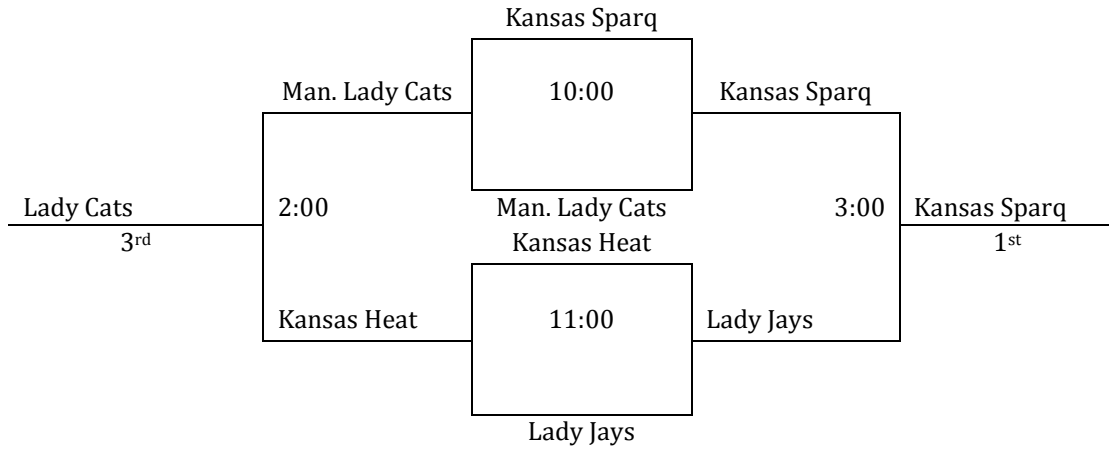 Kansas Sparq
Man. Lady Cats 10:00 Kansas Sparq
Lady Cats 2:00 Man. Lady Cats 3:00 Kansas Sparq
3rd Kansas Heat 1st
Kansas Heat 11:00 Lady Jays
Lady Jays